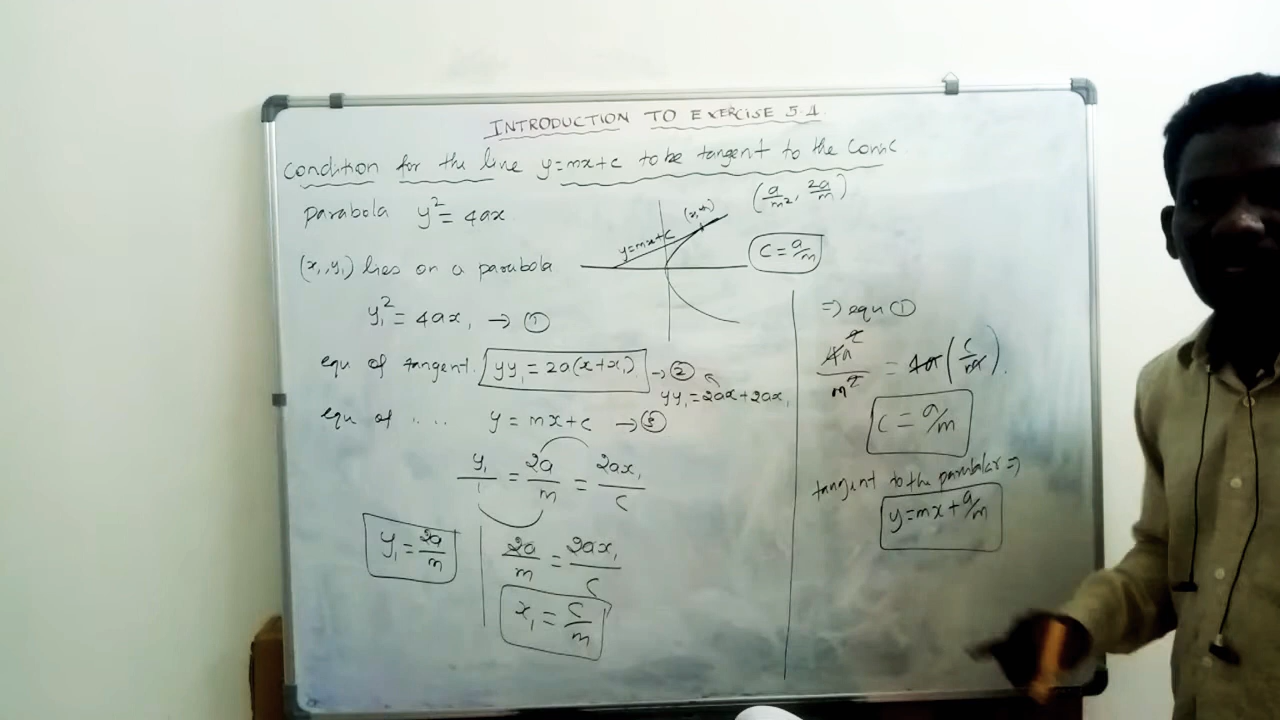 INTRODUCTION TO EXERCISE 5.4
Condition for the line y=mx+c to be tangent to the Conic
Parabola y² = 4ax
(x₁,y₁) lies on a parabola
y₁² = 4ax₁ → ①
equ of tangent. yy₁ = 2a(x+x₁) → ②
yy₁ = 2ax + 2ax₁
equ of .... y = mx+c → ③
y₁/1 = 2a/m = 2ax₁/c
y₁ = 2a/m
2a/m = 2ax₁/c
x₁ = c/m
y=mx+c
(x₁,y₁)
(a/m², 2a/m)
c = a/m
⇒ equ ①
4a²/m² = 4a(c/m).
c = a/m
tangent to the parabola ⇒
y = mx + a/m